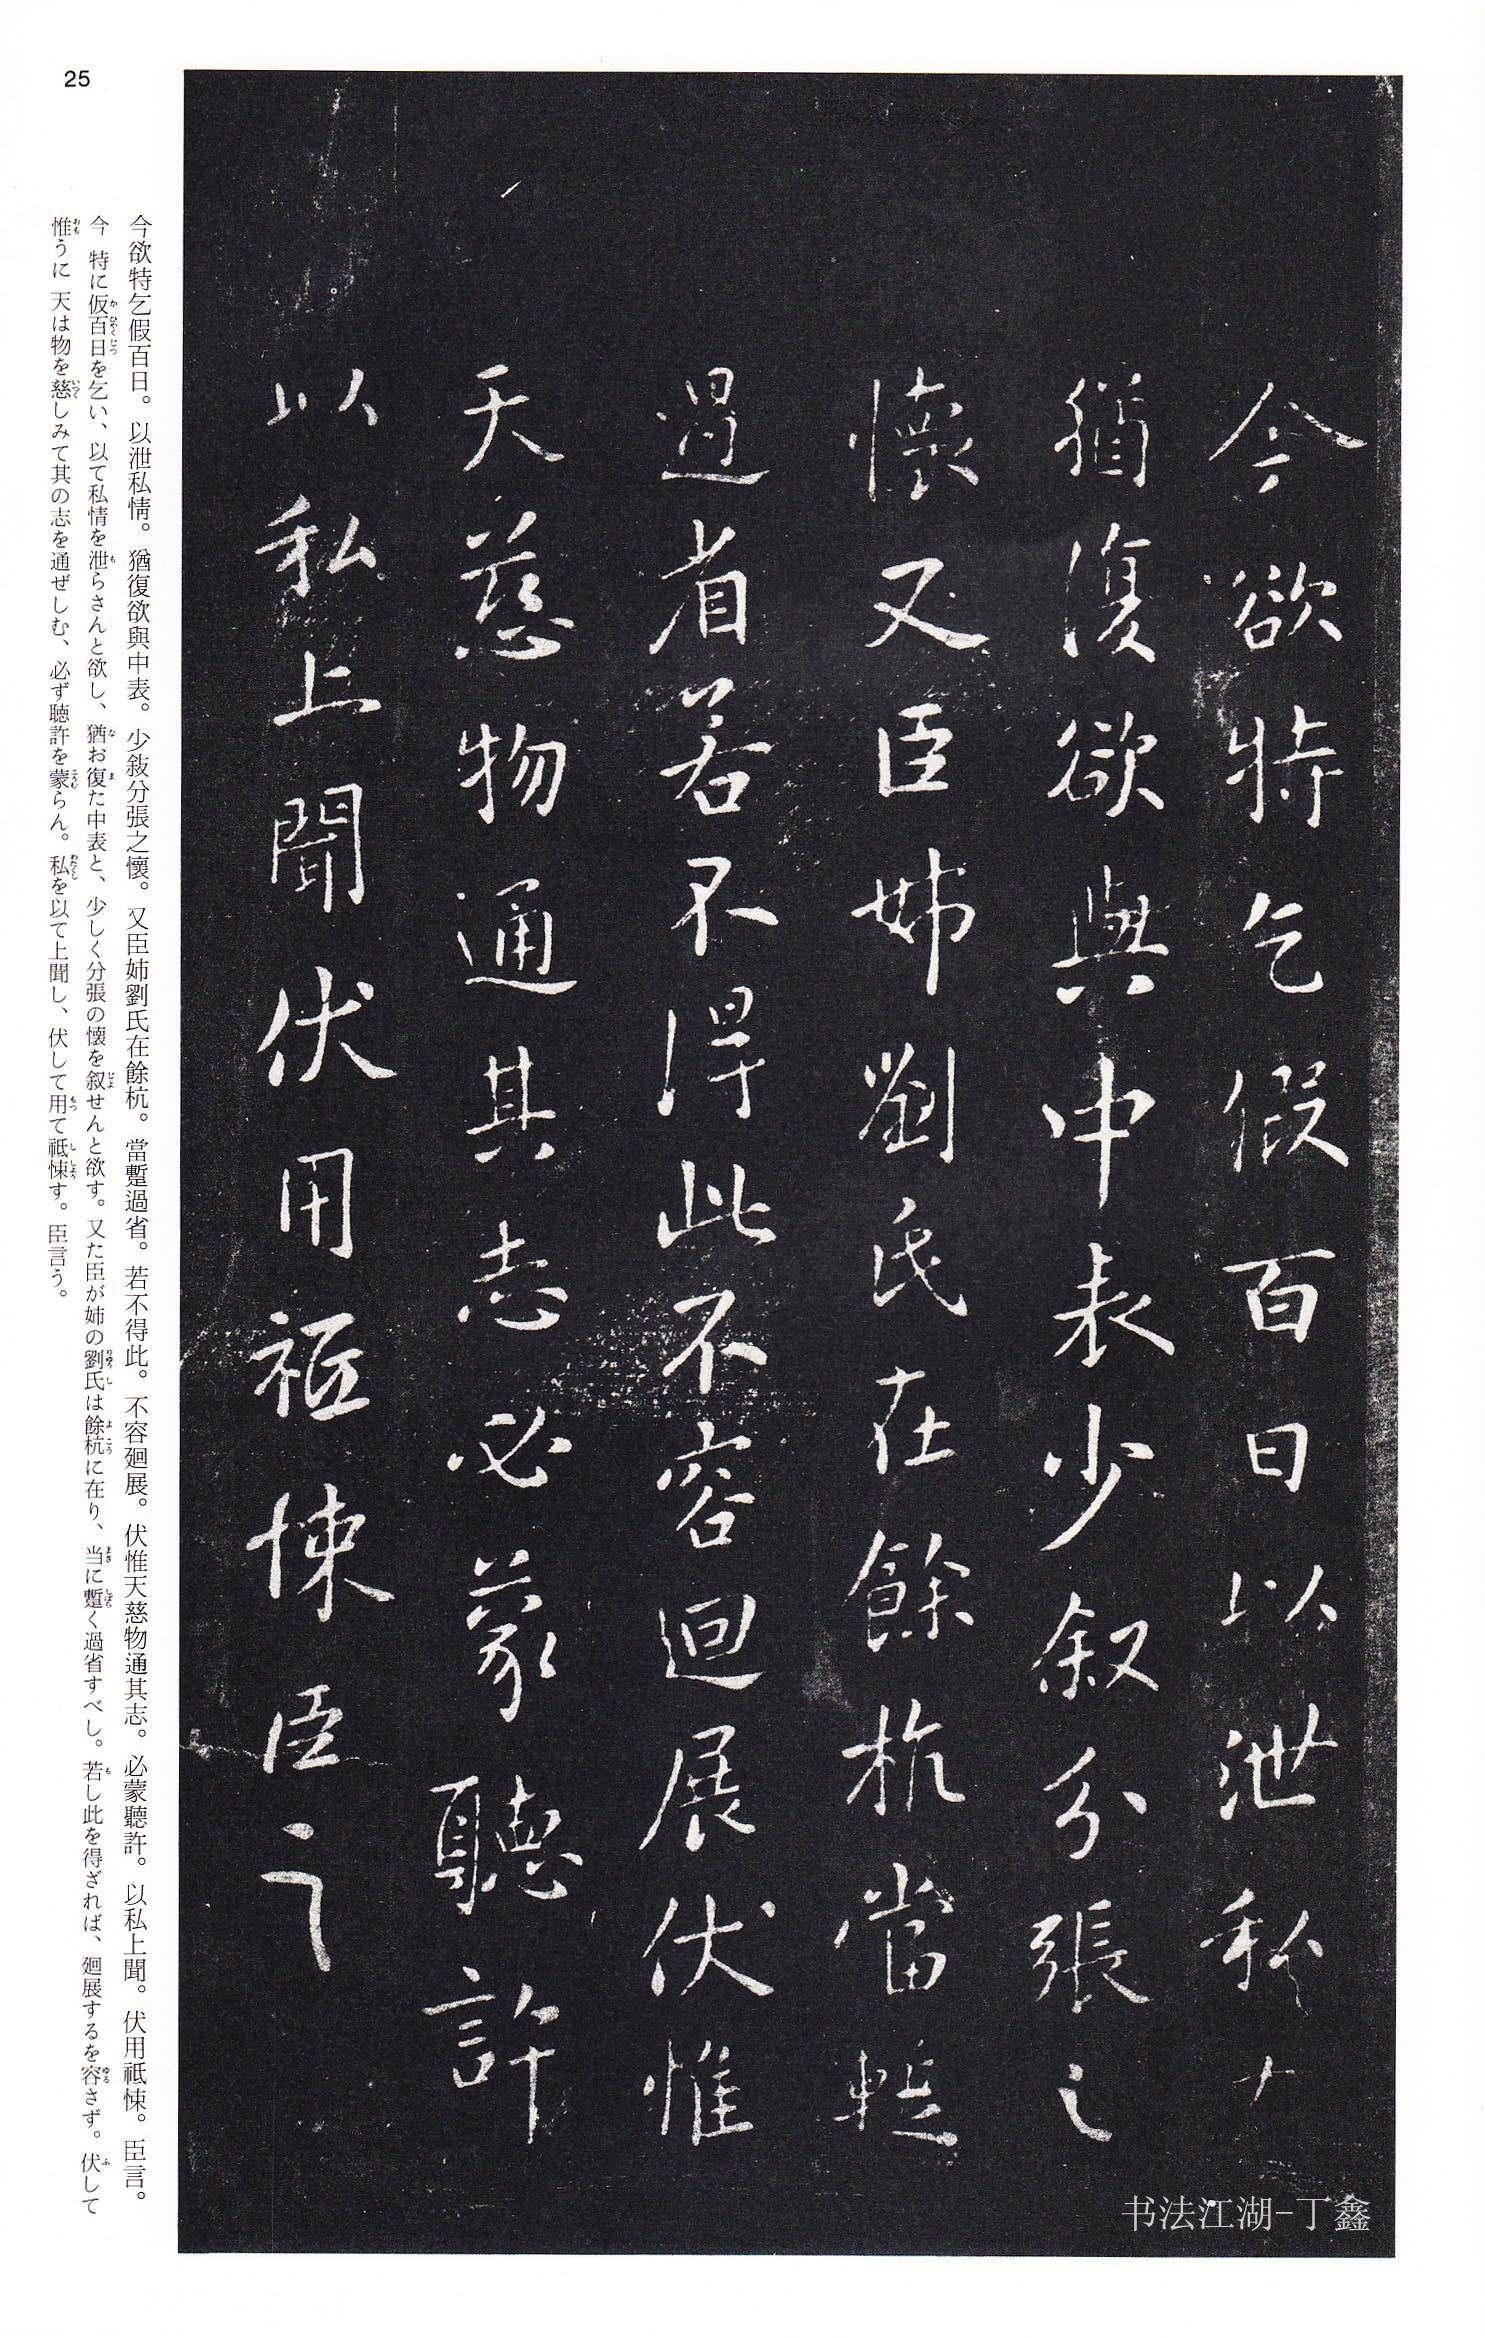 今欲特乞假百日以泄私
猶復欲與中表少叙分張之
懷又臣姊劉氏在餘杭當蹔
過省若不得此不容迴展伏惟
天慈物通其志必蒙聽許
以私上聞伏用祗悚臣之
书法江湖-丁鑫
今欲特乞假百日。以泄私情。猶復欲與中表。少敍分張之懷。又臣姉劉氏在餘杭。當蹔過省。若不得此。不容廻展。伏惟天慈物通其志。必蒙聽許。以私上聞。伏用祗悚。臣言。
今 特に仮百日を乞い、以て私情を泄らさんと欲し、猶お復た中表と、少しく分張の懐を叙せんと欲す。又た臣が姉の劉氏は餘杭に在り、当に蹔く過省すべし。若し此を得ざれば、廻展するを容さず。伏して
惟うに 天は物を慈しみて其の志を通ぜしむ、必ず聴許を蒙らん。私を以て上聞し、伏して用て祗悚す。臣言う。
25